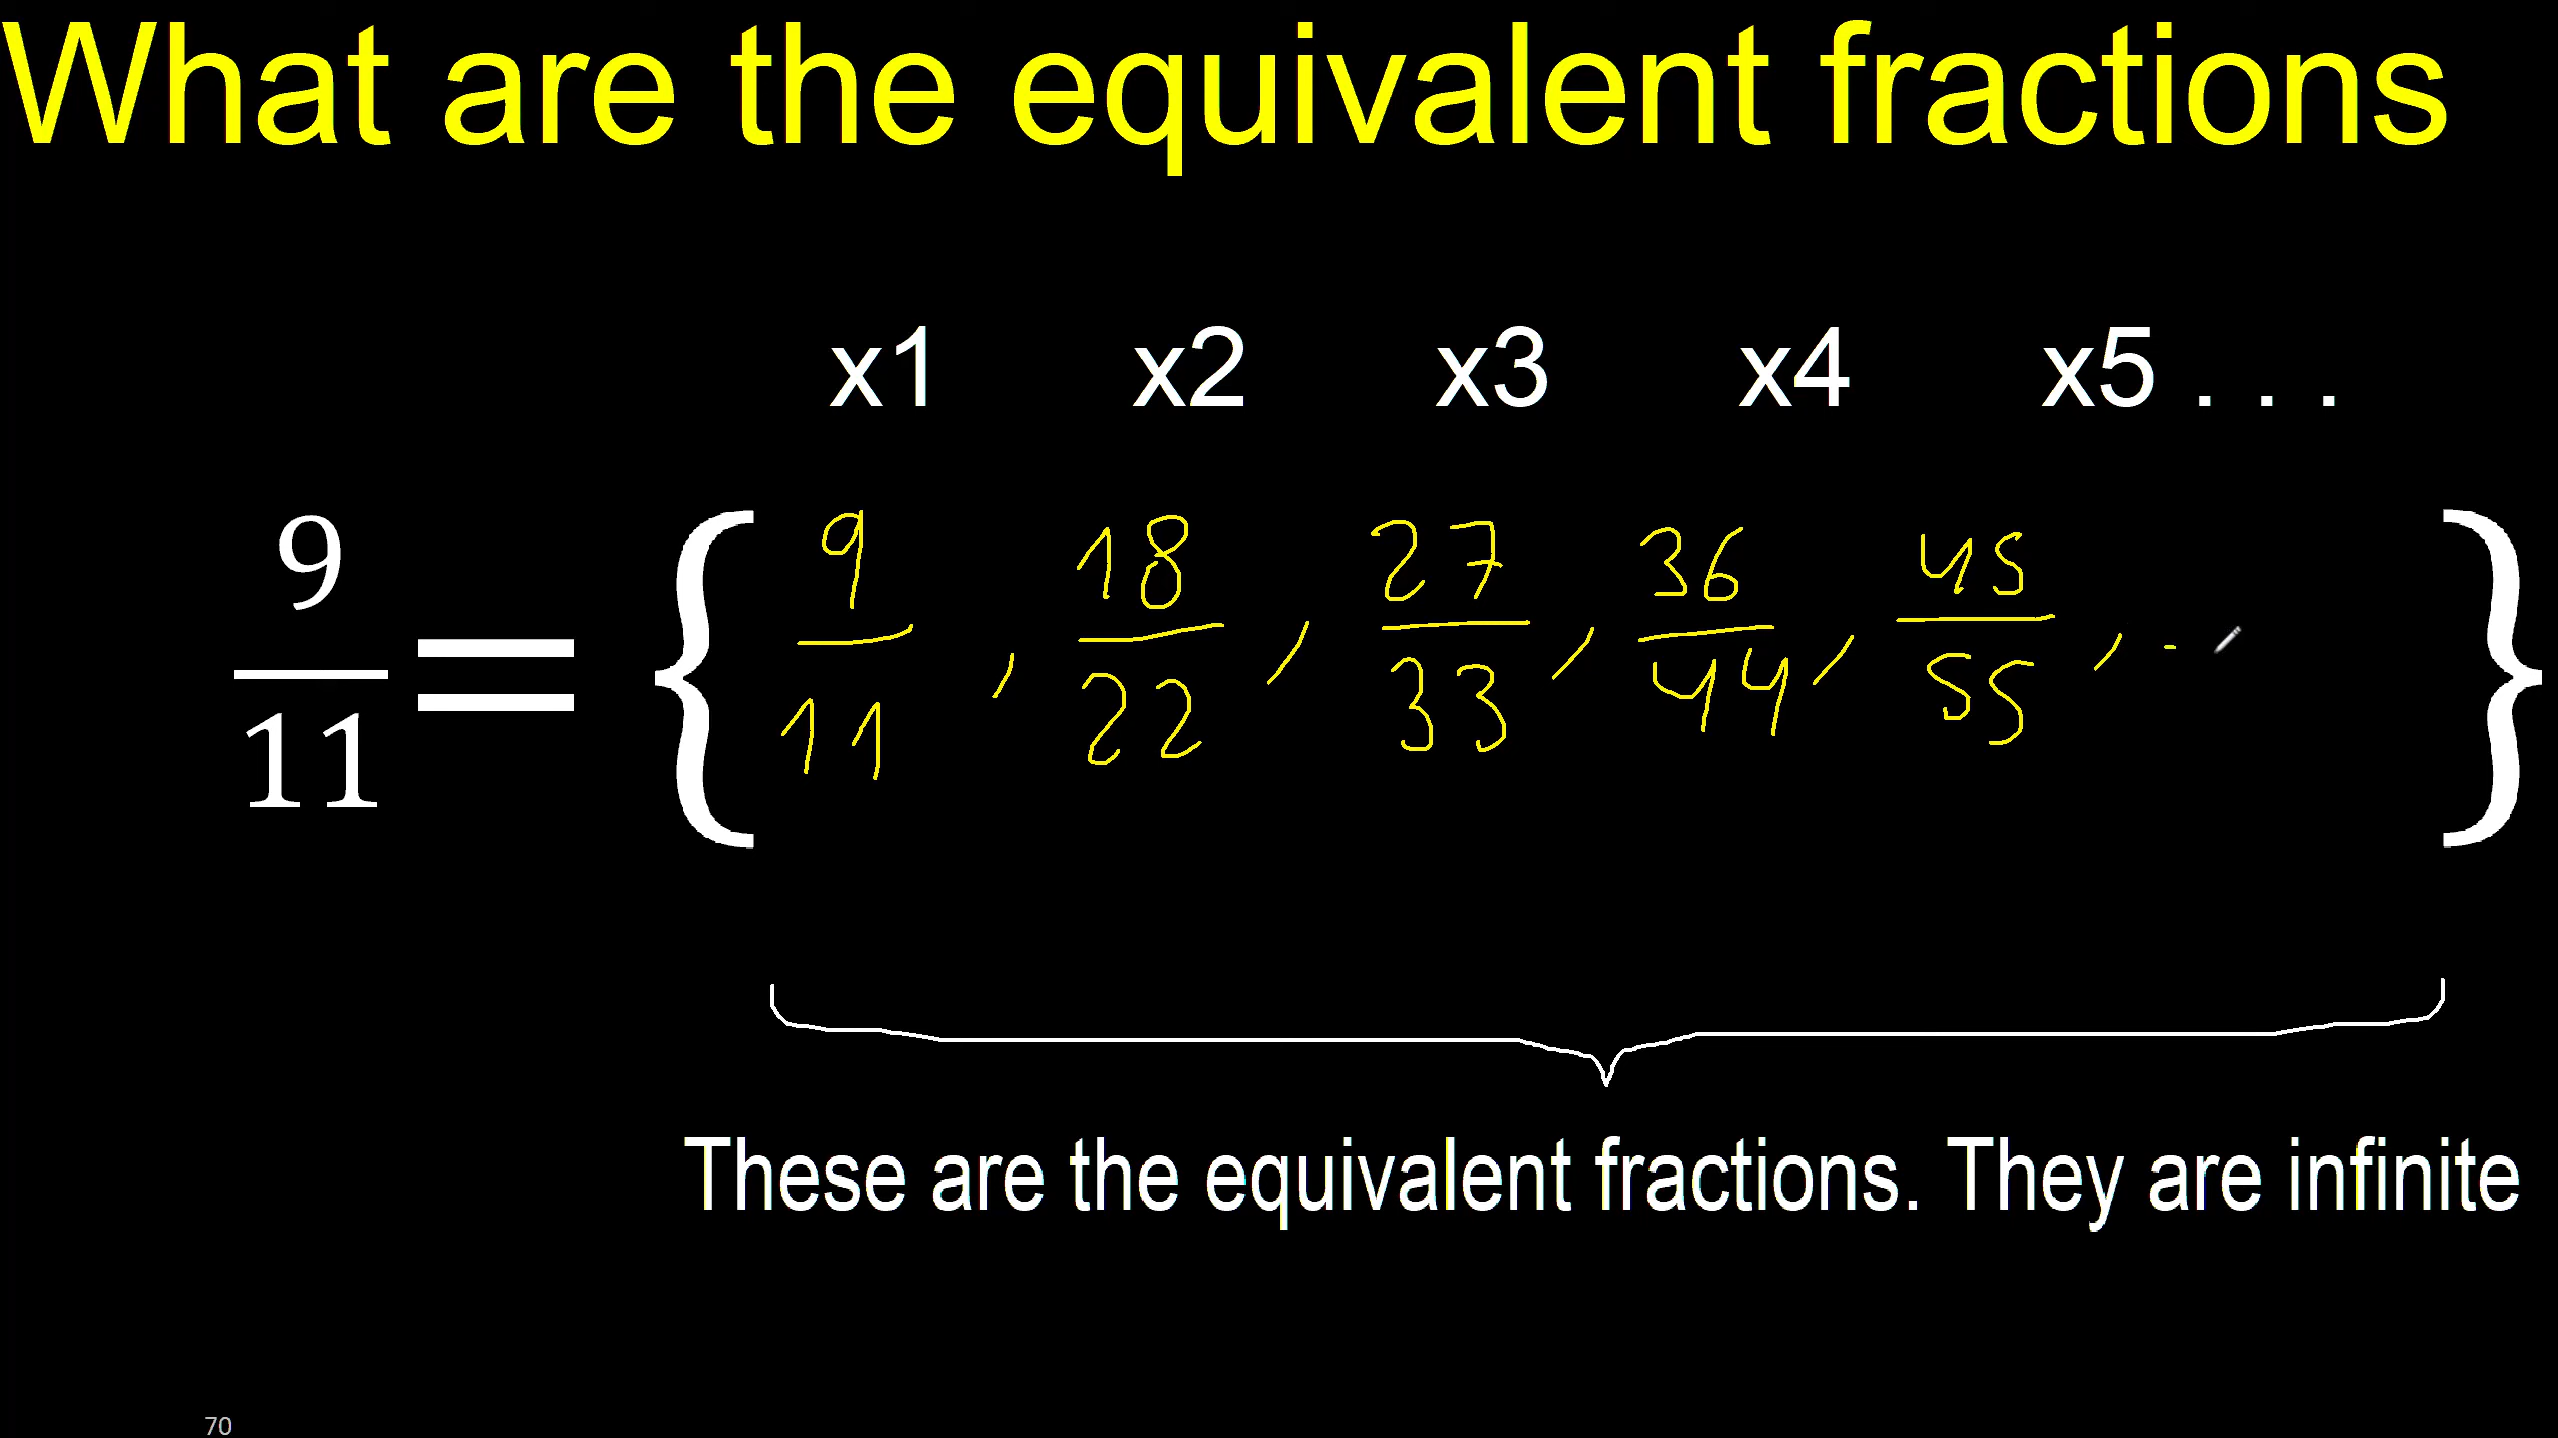 What are the equivalent fractions
x1 x2 x3 x4 x5 . . .
9/11 = { 9/11 , 18/22 , 27/33 , 36/44 , 45/55 , - }
These are the equivalent fractions. They are infinite
70